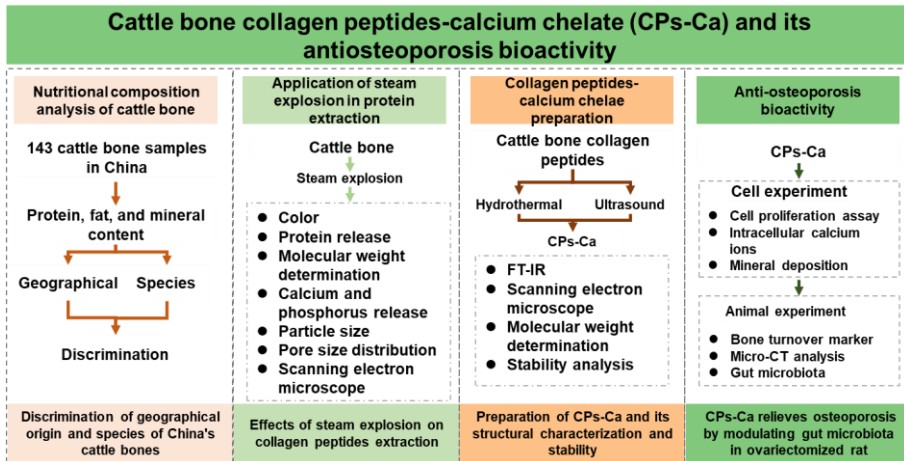 Cattle bone collagen peptides-calcium chelate (CPs-Ca) and its
antiosteoporosis bioactivity
Nutritional composition
analysis of cattle bone
143 cattle bone samples
in China
Protein, fat, and mineral
content
Geographical
Species
Discrimination
Discrimination of geographical
origin and species of China's
cattle bones
Application of steam
explosion in protein
extraction
Cattle bone
Steam explosion
● Color
● Protein release
● Molecular weight
determination
● Calcium and
phosphorus release
● Particle size
● Pore size distribution
● Scanning electron
microscope
Effects of steam explosion on
collagen peptides extraction
Collagen peptides-
calcium chelae
preparation
Cattle bone collagen
peptides
Hydrothermal
Ultrasound
CPs-Ca
● FT-IR
● Scanning electron
microscope
● Molecular weight
determination
● Stability analysis
Preparation of CPs-Ca and its
structural characterization and
stability
Anti-osteoporosis
bioactivity
CPs-Ca
Cell experiment
● Cell proliferation assay
● Intracellular calcium
ions
● Mineral deposition
Animal experiment
● Bone turnover marker
● Micro-CT analysis
● Gut microbiota
CPs-Ca relieves osteoporosis
by modulating gut microbiota
in ovariectomized rat